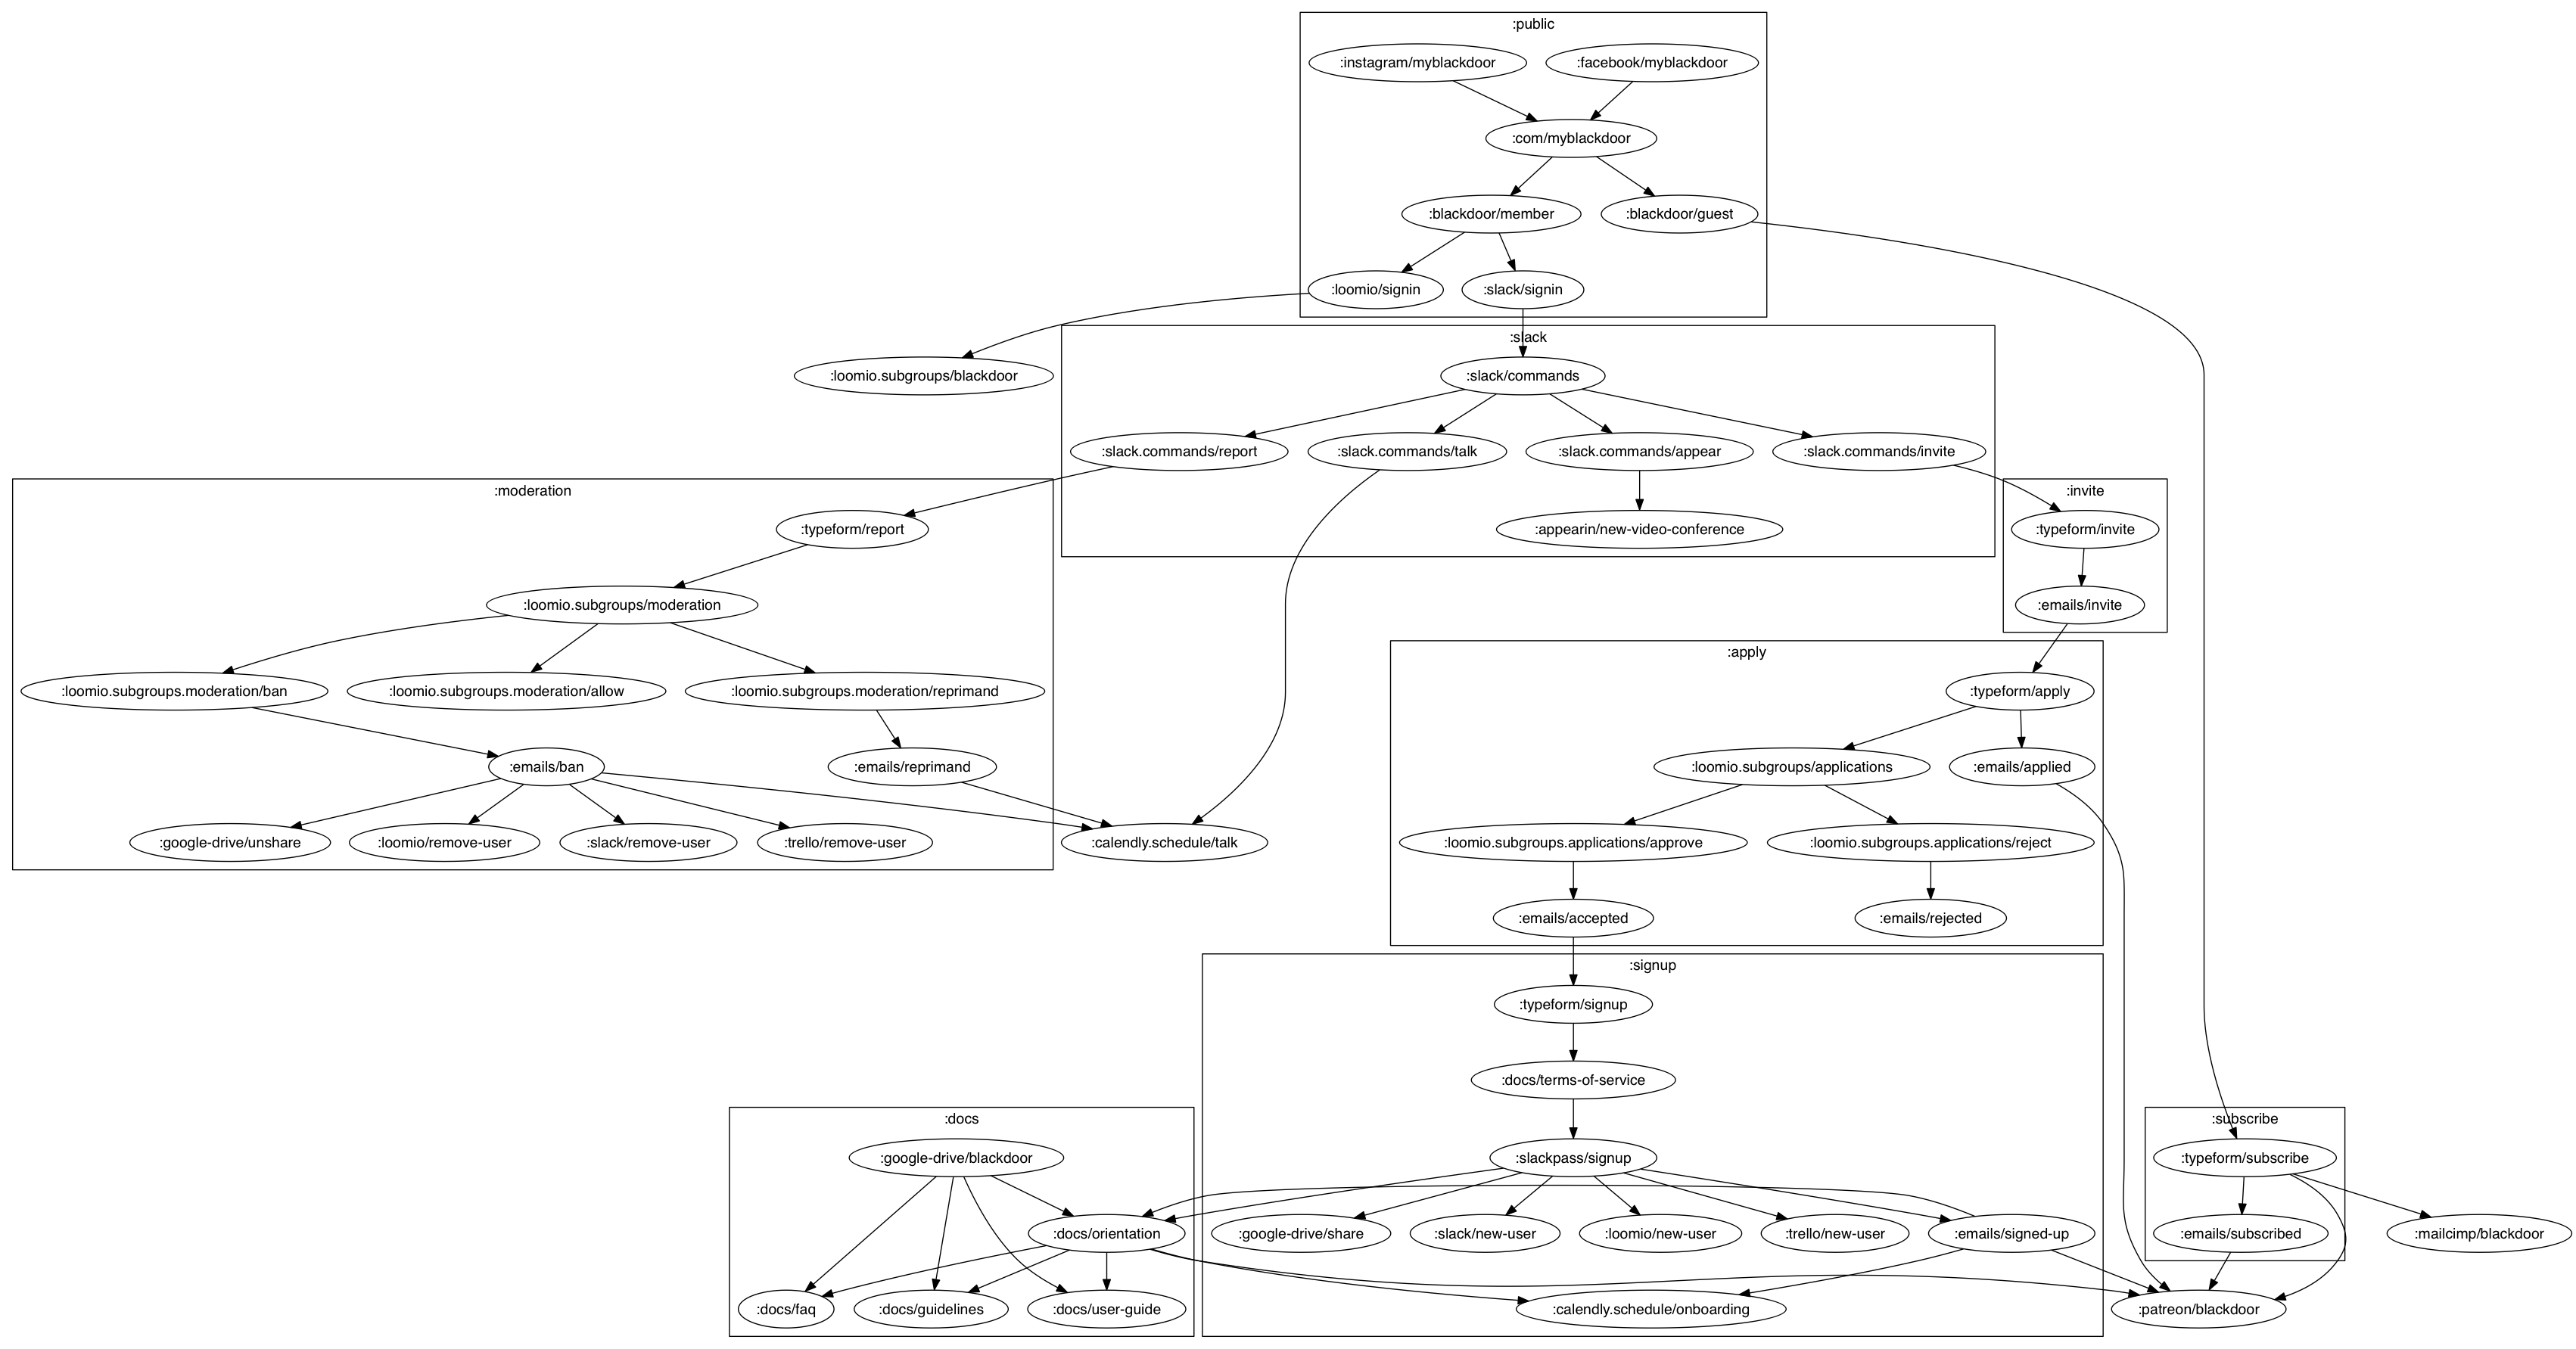 :public
:instagram/myblackdoor
:facebook/myblackdoor
:com/myblackdoor
:blackdoor/member
:blackdoor/guest
:loomio/signin
:slack/signin
:slack
:loomio.subgroups/blackdoor
:slack/commands
:slack.commands/report
:slack.commands/talk
:slack.commands/appear
:slack.commands/invite
:moderation
:invite
:typeform/report
:appearin/new-video-conference
:typeform/invite
:loomio.subgroups/moderation
:emails/invite
:apply
:loomio.subgroups.moderation/ban
:loomio.subgroups.moderation/allow
:loomio.subgroups.moderation/reprimand
:typeform/apply
:emails/ban
:emails/reprimand
:loomio.subgroups/applications
:emails/applied
:google-drive/unshare
:loomio/remove-user
:slack/remove-user
:trello/remove-user
:calendly.schedule/talk
:loomio.subgroups.applications/approve
:loomio.subgroups.applications/reject
:emails/accepted
:emails/rejected
:signup
:typeform/signup
:docs/terms-of-service
:docs
:subscribe
:google-drive/blackdoor
:slackpass/signup
:typeform/subscribe
:docs/orientation
:google-drive/share
:slack/new-user
:loomio/new-user
:trello/new-user
:emails/signed-up
:emails/subscribed
:mailcimp/blackdoor
:docs/faq
:docs/guidelines
:docs/user-guide
:calendly.schedule/onboarding
:patreon/blackdoor